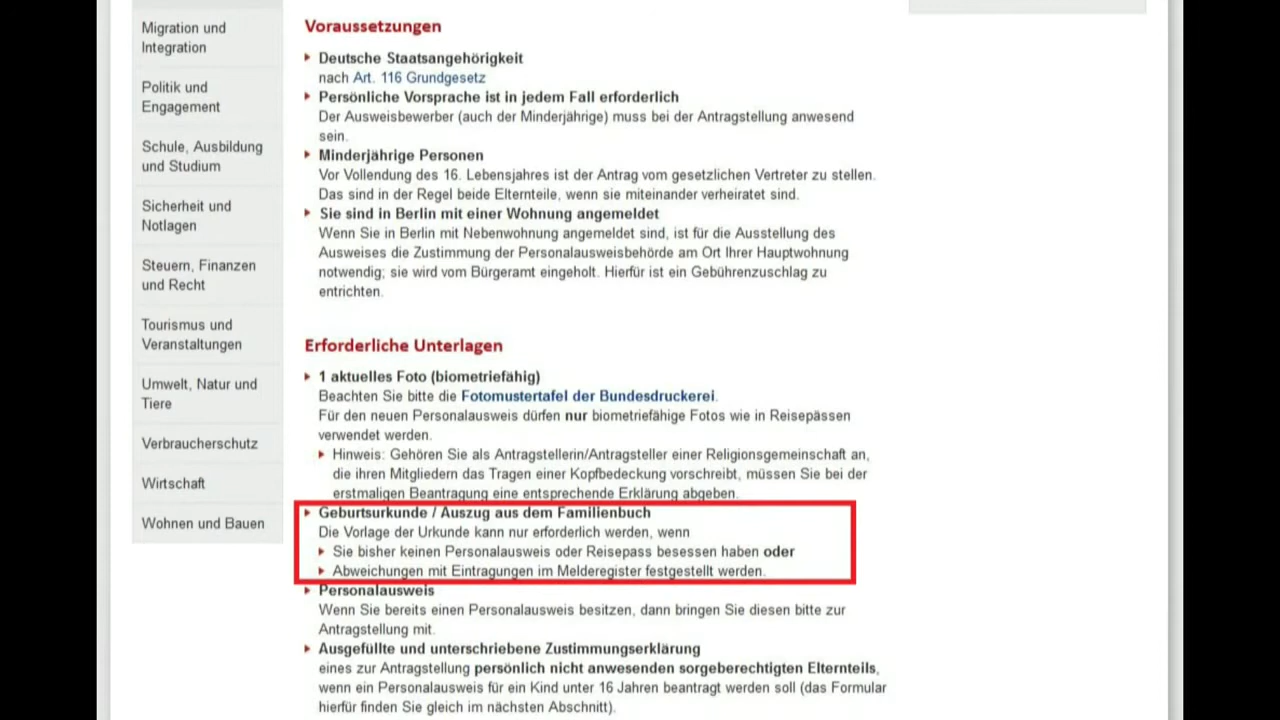 Migration und
Integration
Politik und
Engagement
Schule, Ausbildung
und Studium
Sicherheit und
Notlagen
Steuern, Finanzen
und Recht
Tourismus und
Veranstaltungen
Umwelt, Natur und
Tiere
Verbraucherschutz
Wirtschaft
Wohnen und Bauen
Voraussetzungen
Deutsche Staatsangehörigkeit
nach Art. 116 Grundgesetz
Persönliche Vorsprache ist in jedem Fall erforderlich
Der Ausweisbewerber (auch der Minderjährige) muss bei der Antragstellung anwesend
sein.
Minderjährige Personen
Vor Vollendung des 16. Lebensjahres ist der Antrag vom gesetzlichen Vertreter zu stellen.
Das sind in der Regel beide Elternteile, wenn sie miteinander verheiratet sind.
Sie sind in Berlin mit einer Wohnung angemeldet
Wenn Sie in Berlin mit Nebenwohnung angemeldet sind, ist für die Ausstellung des
Ausweises die Zustimmung der Personalausweisbehörde am Ort Ihrer Hauptwohnung
notwendig; sie wird vom Bürgeramt eingeholt. Hierfür ist ein Gebührenzuschlag zu
entrichten.
Erforderliche Unterlagen
1 aktuelles Foto (biometriefähig)
Beachten Sie bitte die Fotomustertafel der Bundesdruckerei.
Für den neuen Personalausweis dürfen nur biometriefähige Fotos wie in Reisepässen
verwendet werden.
Hinweis: Gehören Sie als Antragstellerin/Antragsteller einer Religionsgemeinschaft an,
die ihren Mitgliedern das Tragen einer Kopfbedeckung vorschreibt, müssen Sie bei der
erstmaligen Beantragung eine entsprechende Erklärung abgeben.
Geburtsurkunde / Auszug aus dem Familienbuch
Die Vorlage der Urkunde kann nur erforderlich werden, wenn
Sie bisher keinen Personalausweis oder Reisepass besessen haben oder
Abweichungen mit Eintragungen im Melderegister festgestellt werden.
Personalausweis
Wenn Sie bereits einen Personalausweis besitzen, dann bringen Sie diesen bitte zur
Antragstellung mit.
Ausgefüllte und unterschriebene Zustimmungserklärung
eines zur Antragstellung persönlich nicht anwesenden sorgeberechtigten Elternteils,
wenn ein Personalausweis für ein Kind unter 16 Jahren beantragt werden soll (das Formular
hierfür finden Sie gleich im nächsten Abschnitt).